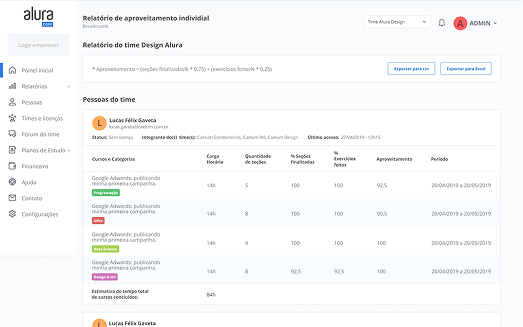 alura
CORP
Logo empresas
Painel inicial
Relatórios
Pessoas
Times e licenças
Fórum do time
Planos de Estudo
Financeiro
Ajuda
Contato
Configurações
Relatório de aproveitamento individial
Breadcrumb
Time Alura Design
A
ADMIN
Relatório do time Design Alura
* Aproveitamento = (seções finalizadas% * 0.75) + (exercícios feitos% * 0.25)
Exportar para csv
Exportar para Excel
Pessoas do time
L
Lucas Félix Gaveta
lucas.gaveta@caelum.com.br
Status: Sem licença Integrante do(s) time(s): Caelum Condomínios, Caelum RH, Caelum Design Último acesso: 27/04/2019 - 13h15
Cursos e Categorias Carga Horária Quantidade de seções % Seções finalizadas % Exercícios feitos Aproveitamento Período
Google Adwords: publicando
minha primeira campanha. 14h 5 100 100 92,5 20/04/2019 a 20/05/2019
Programação
Google Adwords: publicando
minha primeira campanha. 14h 8 100 100 90,5 20/04/2019 a 20/05/2019
Infra
Google Adwords: publicando
minha primeira campanha. 14h 9 100 100 100 20/04/2019 a 20/05/2019
Data Science
Google Adwords: publicando
minha primeira campanha. 14h 8 92,5 92,5 100 20/04/2019 a 20/05/2019
Design & UX
Estimativa do tempo total
de cursos concluídos: 84h
Lucas Félix Gaveta